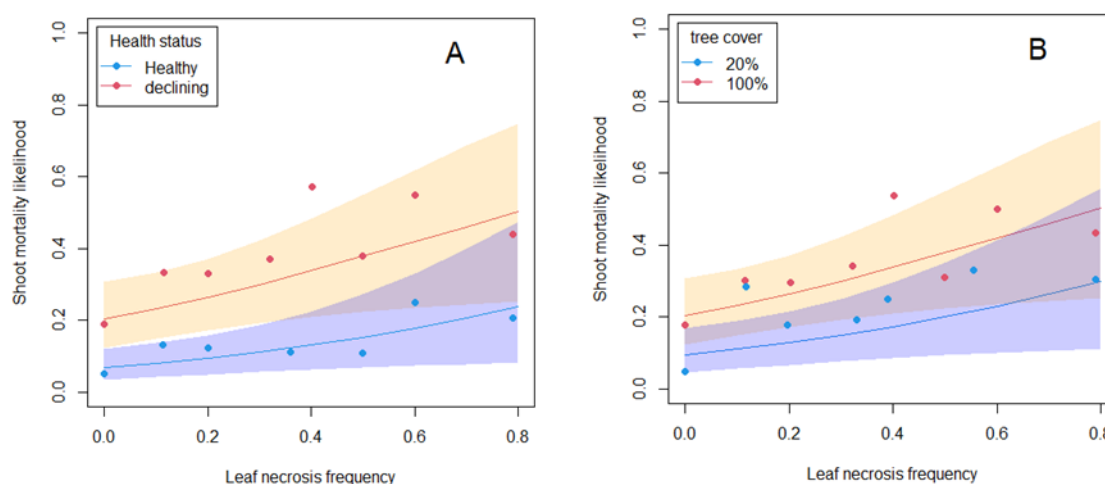 A
Health status
Healthy
declining
Shoot mortality likelihood
0.0 0.2 0.4 0.6 0.8 1.0
0.0 0.2 0.4 0.6 0.8
Leaf necrosis frequency
B
tree cover
20%
100%
Shoot mortality likelihood
0.0 0.2 0.4 0.6 0.8 1.0
0.0 0.2 0.4 0.6 0.8
Leaf necrosis frequency